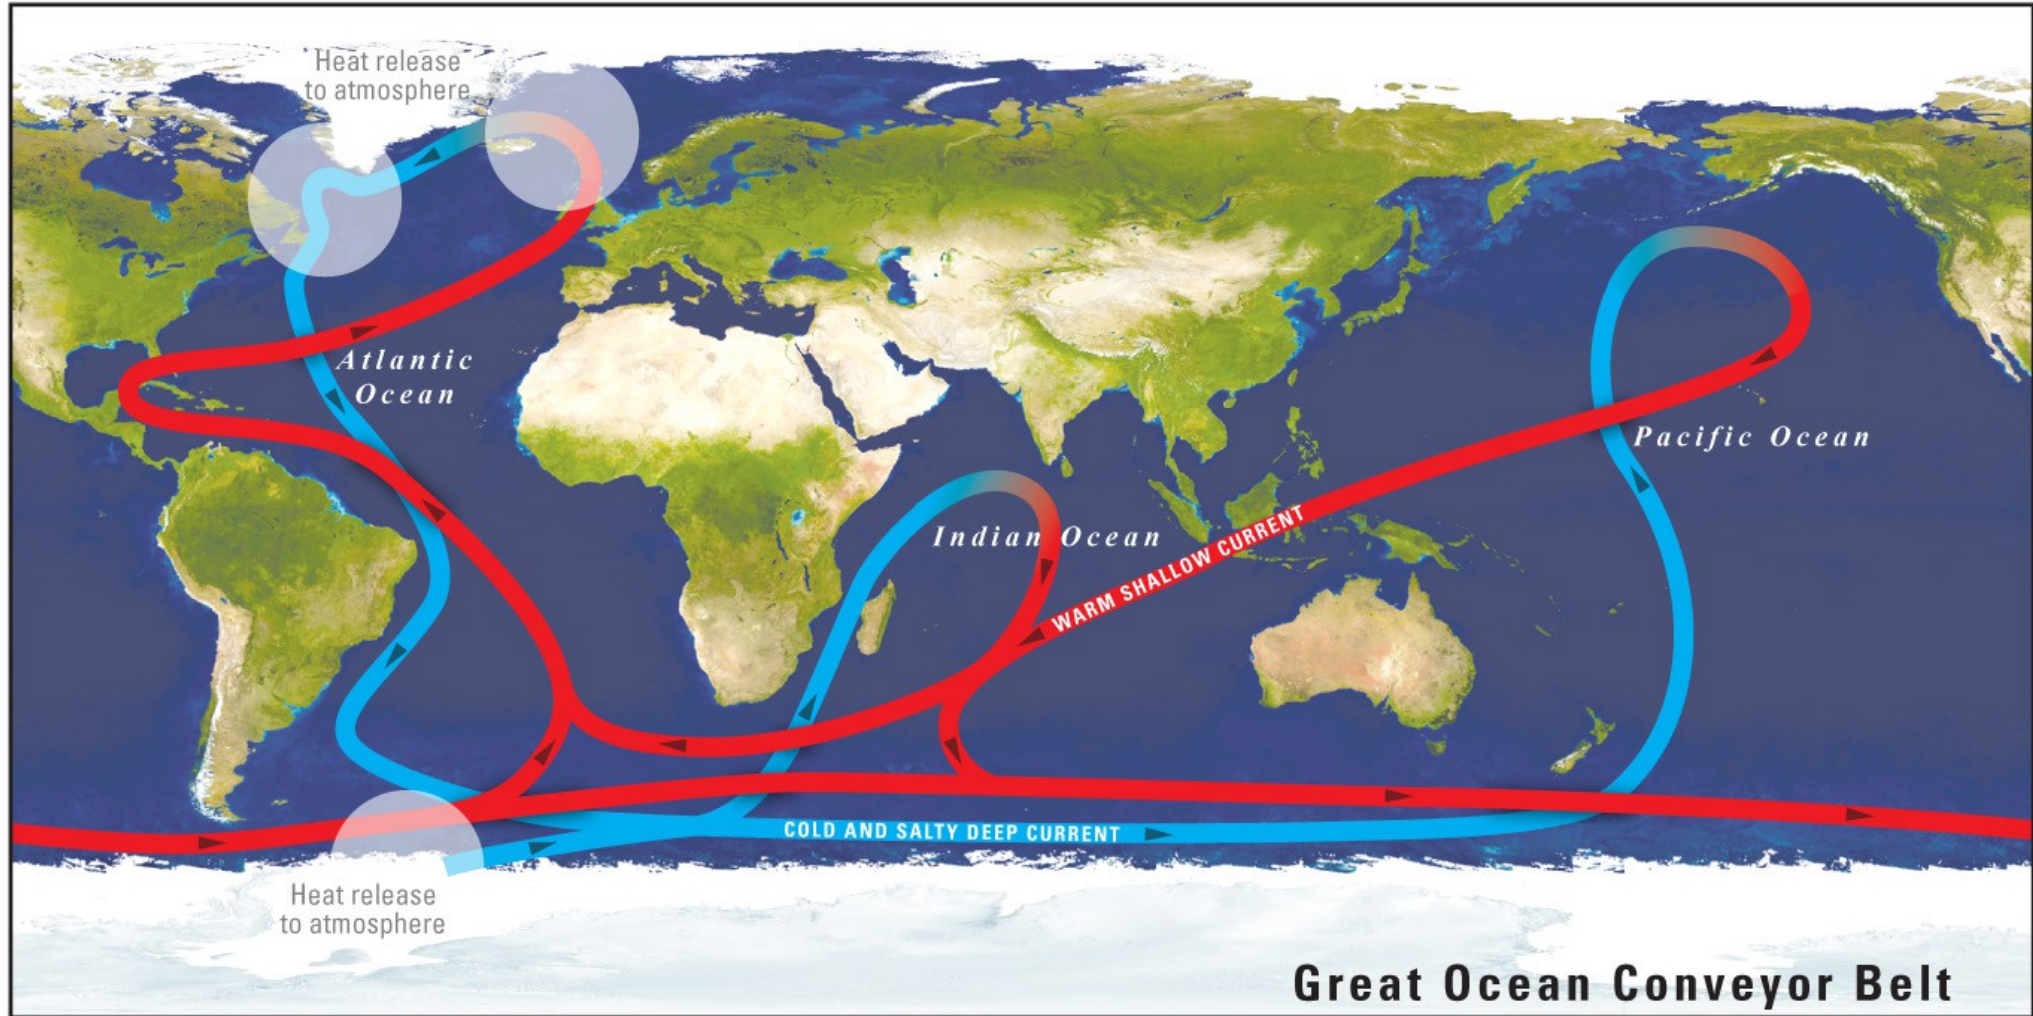 Heat release
to atmosphere
Atlantic
Ocean
Pacific Ocean
Indian Ocean
WARM SHALLOW CURRENT
COLD AND SALTY DEEP CURRENT
Heat release
to atmosphere
Great Ocean Conveyor Belt